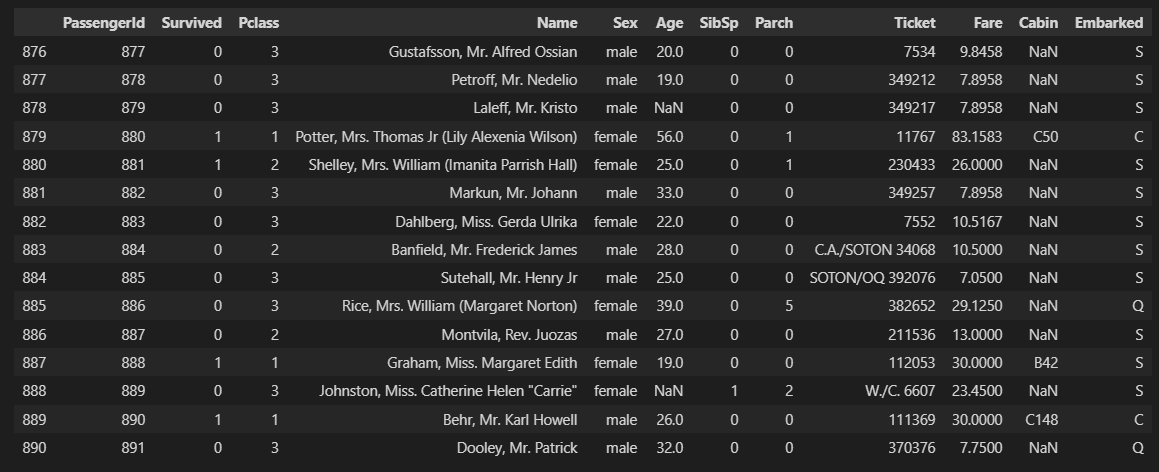 PassengerId Survived Pclass Name Sex Age SibSp Parch Ticket Fare Cabin Embarked
876 877 0 3 Gustafsson, Mr. Alfred Ossian male 20.0 0 0 7534 9.8458 NaN S
877 878 0 3 Petroff, Mr. Nedelio male 19.0 0 0 349212 7.8958 NaN S
878 879 0 3 Laleff, Mr. Kristo male NaN 0 0 349217 7.8958 NaN S
879 880 1 1 Potter, Mrs. Thomas Jr (Lily Alexenia Wilson) female 56.0 0 1 11767 83.1583 C50 C
880 881 1 2 Shelley, Mrs. William (Imanita Parrish Hall) female 25.0 0 1 230433 26.0000 NaN S
881 882 0 3 Markun, Mr. Johann male 33.0 0 0 349257 7.8958 NaN S
882 883 0 3 Dahlberg, Miss. Gerda Ulrika female 22.0 0 0 7552 10.5167 NaN S
883 884 0 2 Banfield, Mr. Frederick James male 28.0 0 0 C.A./SOTON 34068 10.5000 NaN S
884 885 0 3 Sutehall, Mr. Henry Jr male 25.0 0 0 SOTON/OQ 392076 7.0500 NaN S
885 886 0 3 Rice, Mrs. William (Margaret Norton) female 39.0 0 5 382652 29.1250 NaN Q
886 887 0 2 Montvila, Rev. Juozas male 27.0 0 0 211536 13.0000 NaN S
887 888 1 1 Graham, Miss. Margaret Edith female 19.0 0 0 112053 30.0000 B42 S
888 889 0 3 Johnston, Miss. Catherine Helen "Carrie" female NaN 1 2 W./C. 6607 23.4500 NaN S
889 890 1 1 Behr, Mr. Karl Howell male 26.0 0 0 111369 30.0000 C148 C
890 891 0 3 Dooley, Mr. Patrick male 32.0 0 0 370376 7.7500 NaN Q